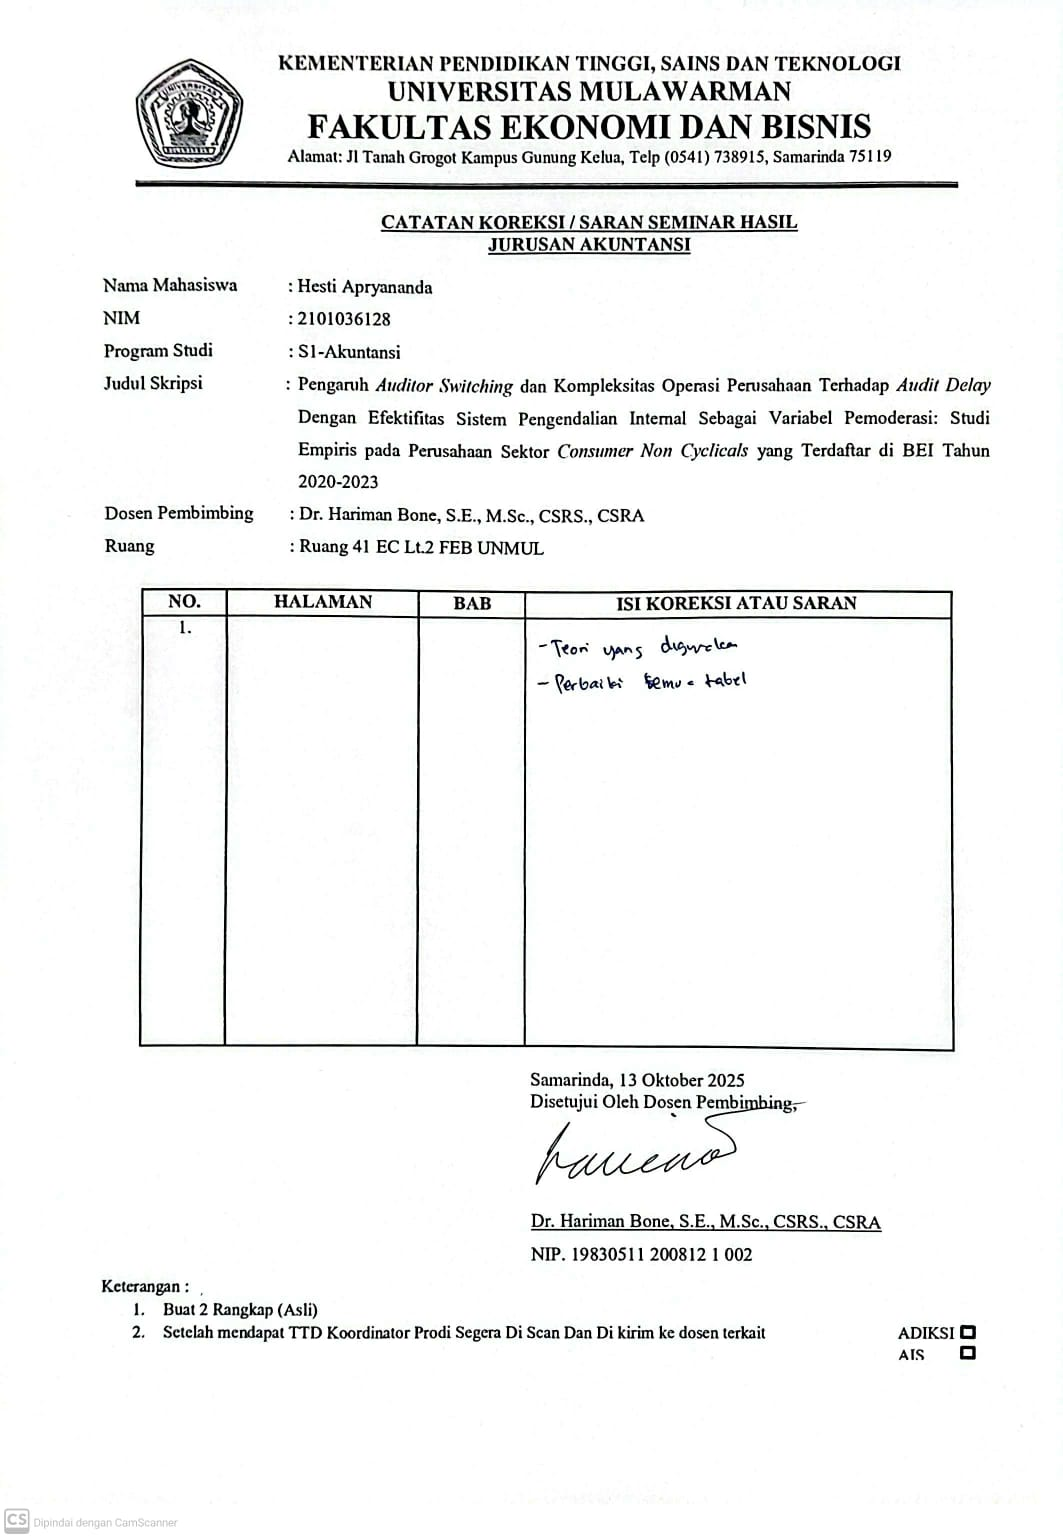 KEMENTERIAN PENDIDIKAN TINGGI, SAINS DAN TEKNOLOGI
UNIVERSITAS MULAWARMAN
FAKULTAS EKONOMI DAN BISNIS
Alamat: Jl Tanah Grogot Kampus Gunung Kelua, Telp (0541) 738915, Samarinda 75119
CATATAN KOREKSI / SARAN SEMINAR HASIL
JURUSAN AKUNTANSI
Nama Mahasiswa : Hesti Apryananda
NIM : 2101036128
Program Studi : S1-Akuntansi
Judul Skripsi : Pengaruh Auditor Switching dan Kompleksitas Operasi Perusahaan Terhadap Audit Delay
Dengan Efektifitas Sistem Pengendalian Internal Sebagai Variabel Pemoderasi: Studi
Empiris pada Perusahaan Sektor Consumer Non Cyclicals yang Terdaftar di BEI Tahun
2020-2023
Dosen Pembimbing : Dr. Hariman Bone, S.E., M.Sc., CSRS., CSRA
Ruang : Ruang 41 EC Lt.2 FEB UNMUL
NO. HALAMAN BAB ISI KOREKSI ATAU SARAN
1.
- Teori yang digunakan
- Perbaiki semua tabel
Samarinda, 13 Oktober 2025
Disetujui Oleh Dosen Pembimbing,
Dr. Hariman Bone, S.E., M.Sc., CSRS., CSRA
NIP. 19830511 200812 1 002
Keterangan :
1. Buat 2 Rangkap (Asli)
2. Setelah mendapat TTD Koordinator Prodi Segera Di Scan Dan Di kirim ke dosen terkait
ADIKSI
AIS
CS Dipindai dengan CamScanner